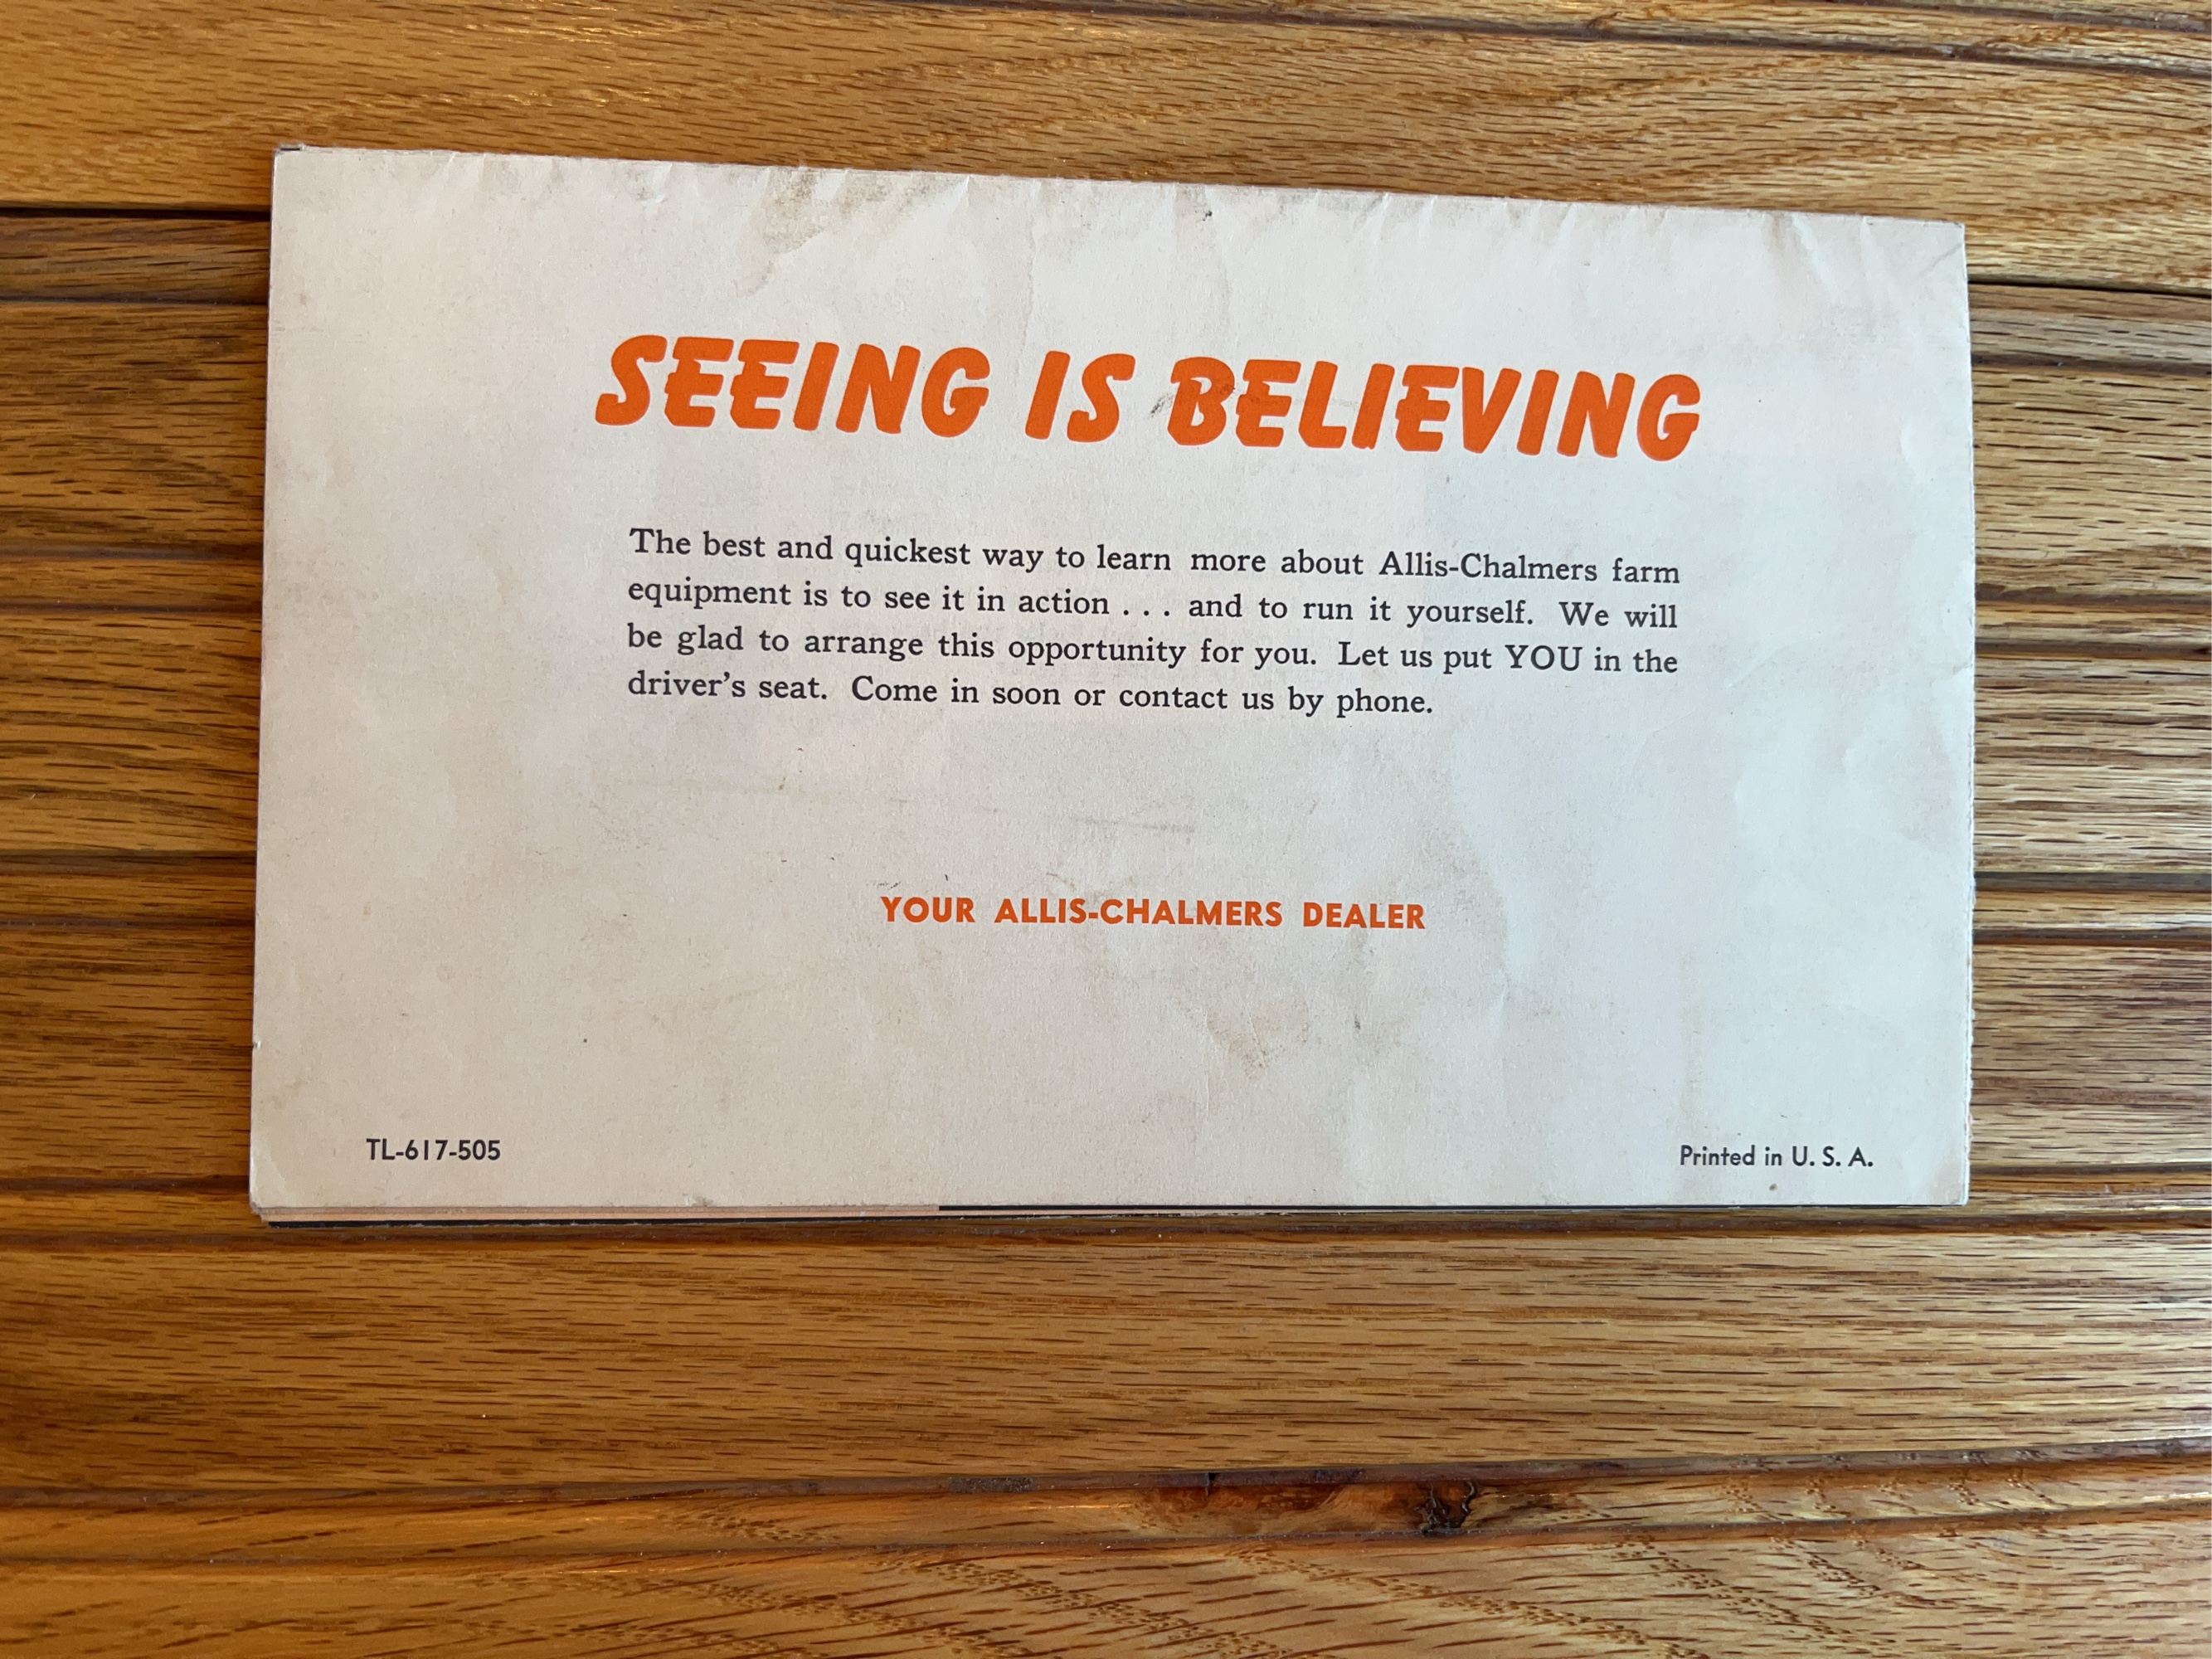 SEEING IS BELIEVING
The best and quickest way to learn more about Allis-Chalmers farm
equipment is to see it in action . . . and to run it yourself. We will
be glad to arrange this opportunity for you. Let us put YOU in the
driver's seat. Come in soon or contact us by phone.
YOUR ALLIS-CHALMERS DEALER
TL-617-505
Printed in U. S. A.